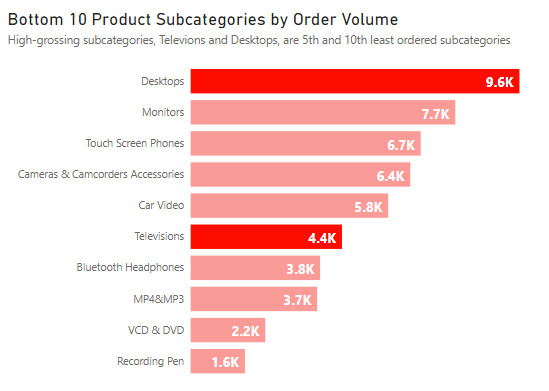 Bottom 10 Product Subcategories by Order Volume
High-grossing subcategories, Televions and Desktops, are 5th and 10th least ordered subcategories
Desktops 9.6K
Monitors 7.7K
Touch Screen Phones 6.7K
Cameras & Camcorders Accessories 6.4K
Car Video 5.8K
Televisions 4.4K
Bluetooth Headphones 3.8K
MP4&MP3 3.7K
VCD & DVD 2.2K
Recording Pen 1.6K